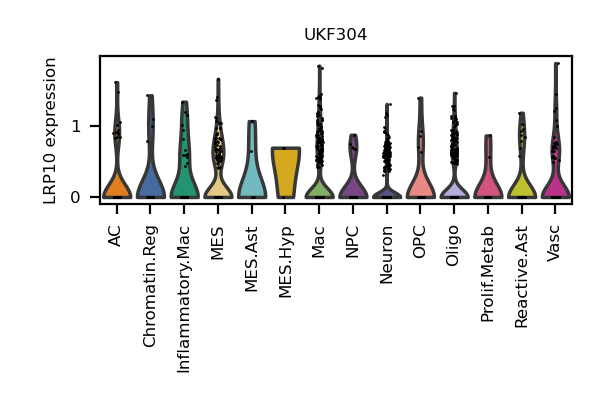 UKF304
LRP10 expression
1
0
AC
Chromatin.Reg
Inflammatory.Mac
MES
MES.Ast
MES.Hyp
Mac
NPC
Neuron
OPC
Oligo
Prolif.Metab
Reactive.Ast
Vasc